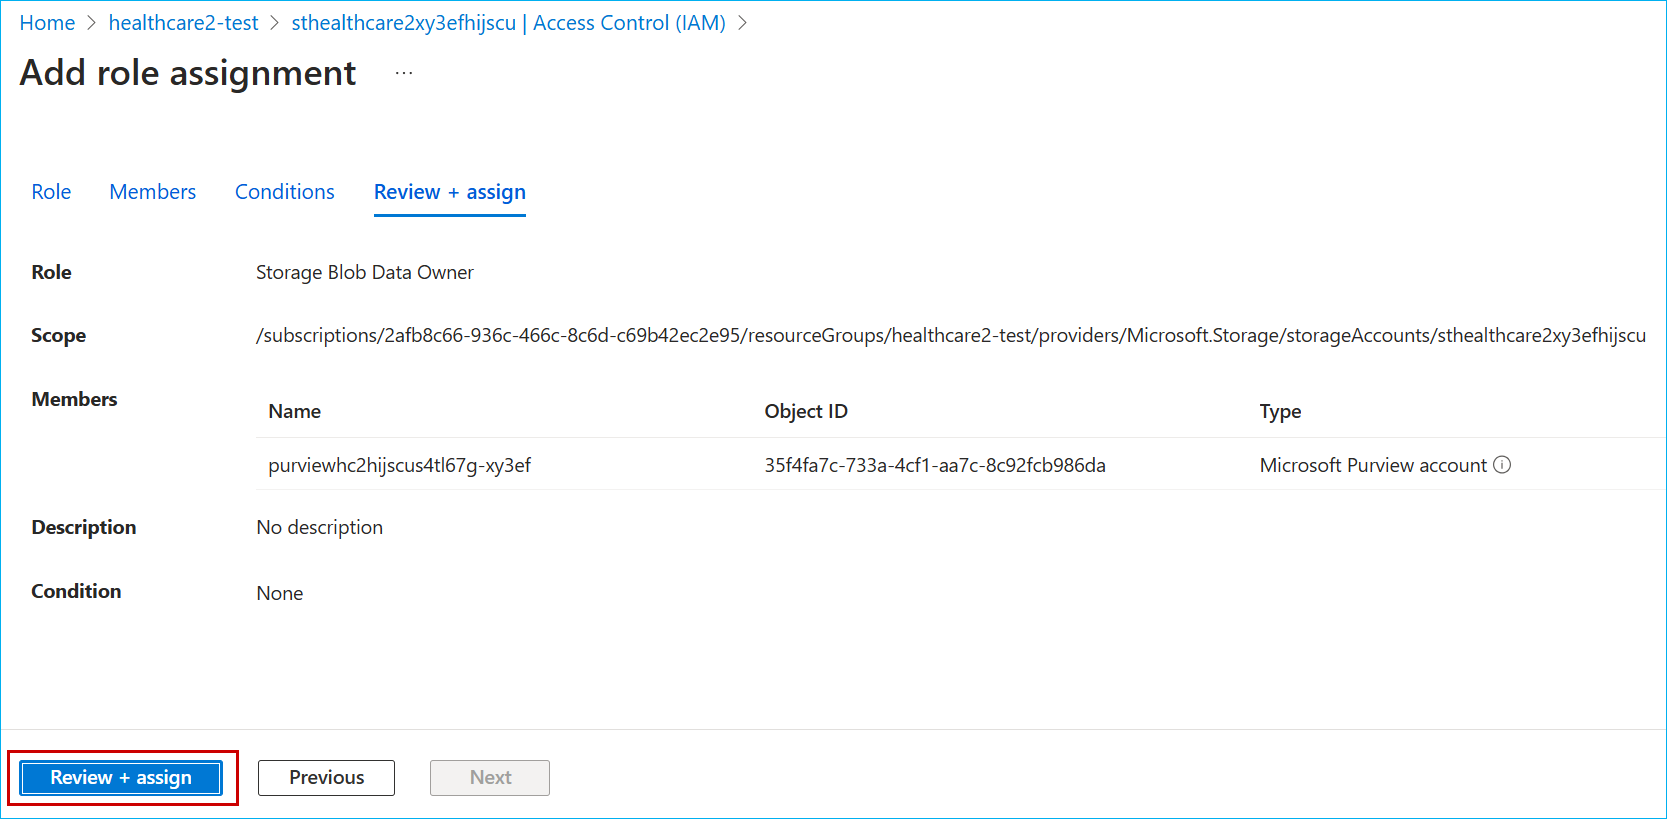 Home > healthcare2-test > sthealthcare2xy3efhijscu | Access Control (IAM) >
Add role assignment ...
Role Members Conditions Review + assign
Role Storage Blob Data Owner
Scope /subscriptions/2afb8c66-936c-466c-8c6d-c69b42ec2e95/resourceGroups/healthcare2-test/providers/Microsoft.Storage/storageAccounts/sthealthcare2xy3efhijscu
Members
Name Object ID Type
purviewhc2hijscus4tl67g-xy3ef 35f4fa7c-733a-4cf1-aa7c-8c92fcb986da Microsoft Purview account
Description No description
Condition None
Review + assign Previous Next